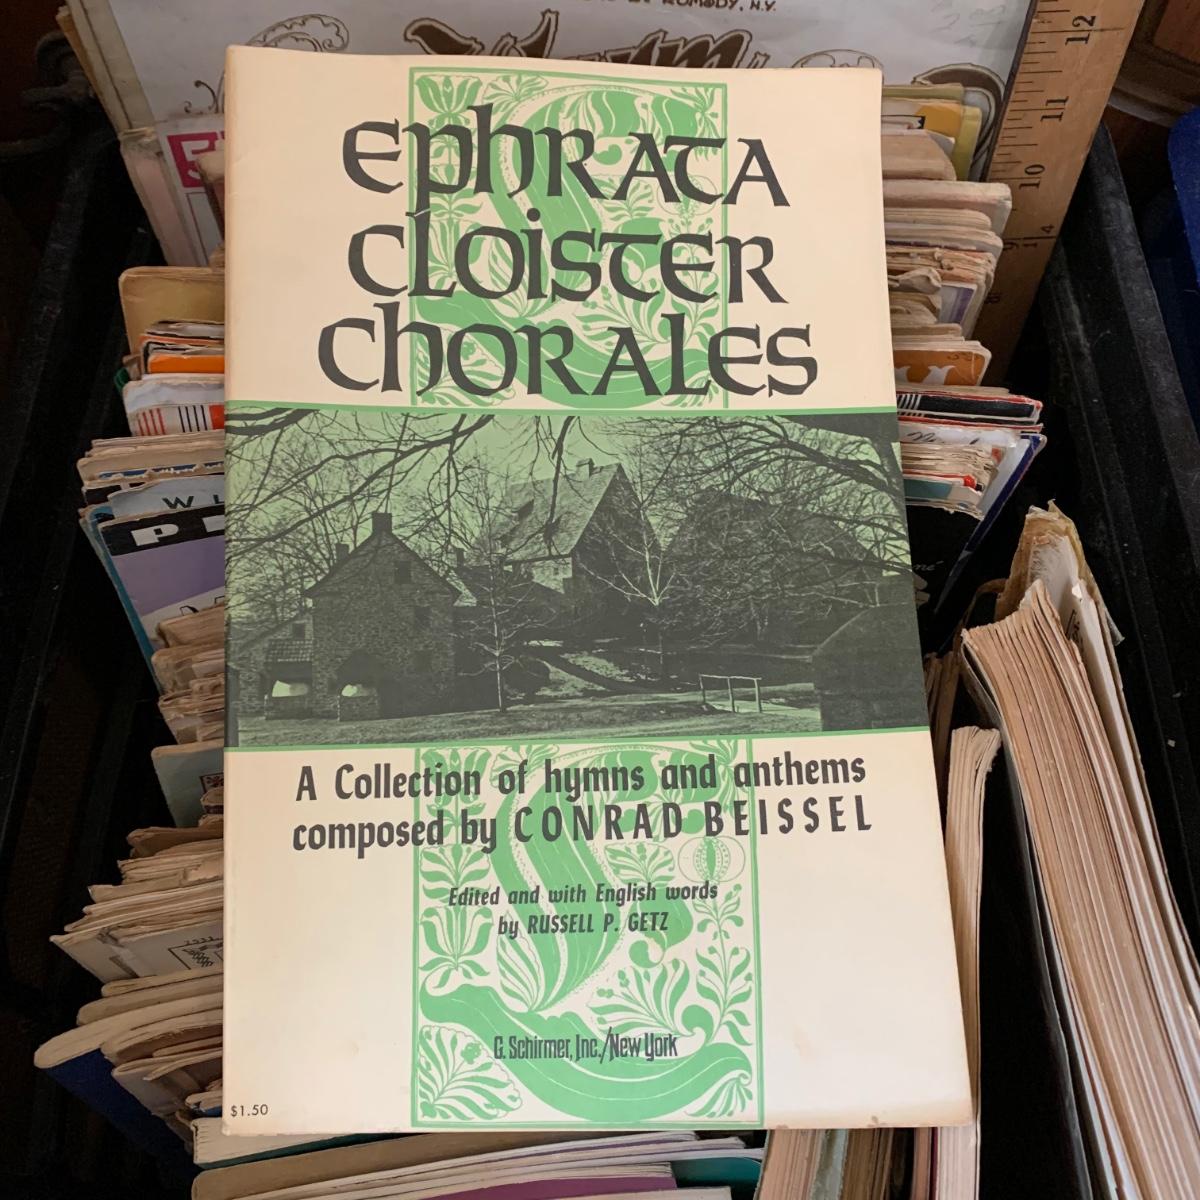 ROMODY, N.Y.
EPHRATA
CLOISTER
CHORALES
A Collection of hymns and anthems
composed by CONRAD BEISSEL
Edited and with English words
by RUSSELL P. GETZ
G. Schirmer, Inc./New York
$1.50
12
11
10